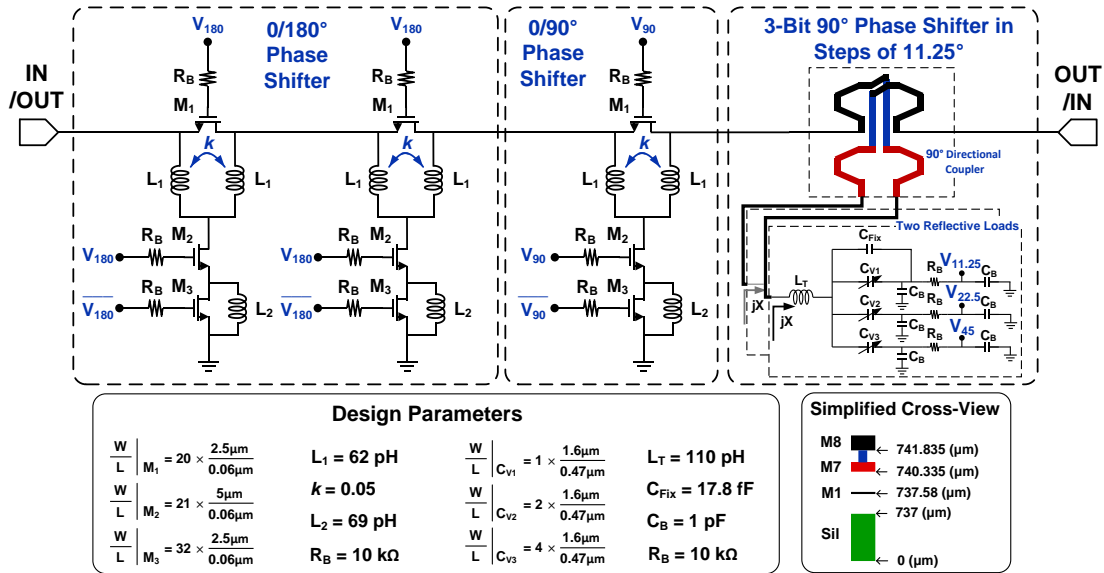 IN
/OUT
0/180°
Phase
Shifter
V180
V180
RB
RB
M1
M1
k
k
L1
L1
L1
L1
M2
M2
V180
RB
V180
RB
M3
M3
V̅180
RB
V̅180
RB
L2
L2
0/90°
Phase
Shifter
V90
RB
M1
k
L1
L1
M2
V90
RB
M3
V̅90
RB
L2
3-Bit 90° Phase Shifter in
Steps of 11.25°
90° Directional
Coupler
Two Reflective Loads
CFix
LT
CV1
RB
V11.25
CB
CB
CV2
RB
V22.5
CB
CB
CV3
RB
V45
CB
CB
jX
jX
OUT
/IN
Design Parameters
W/L |M1 = 20 × 2.5µm/0.06µm
W/L |M2 = 21 × 5µm/0.06µm
W/L |M3 = 32 × 2.5µm/0.06µm
L1 = 62 pH
k = 0.05
L2 = 69 pH
RB = 10 kΩ
W/L |CV1 = 1 × 1.6µm/0.47µm
W/L |CV2 = 2 × 1.6µm/0.47µm
W/L |CV3 = 4 × 1.6µm/0.47µm
LT = 110 pH
CFix = 17.8 fF
CB = 1 pF
RB = 10 kΩ
Simplified Cross-View
M8
741.835 (µm)
M7
740.335 (µm)
M1
737.58 (µm)
737 (µm)
Sil
0 (µm)